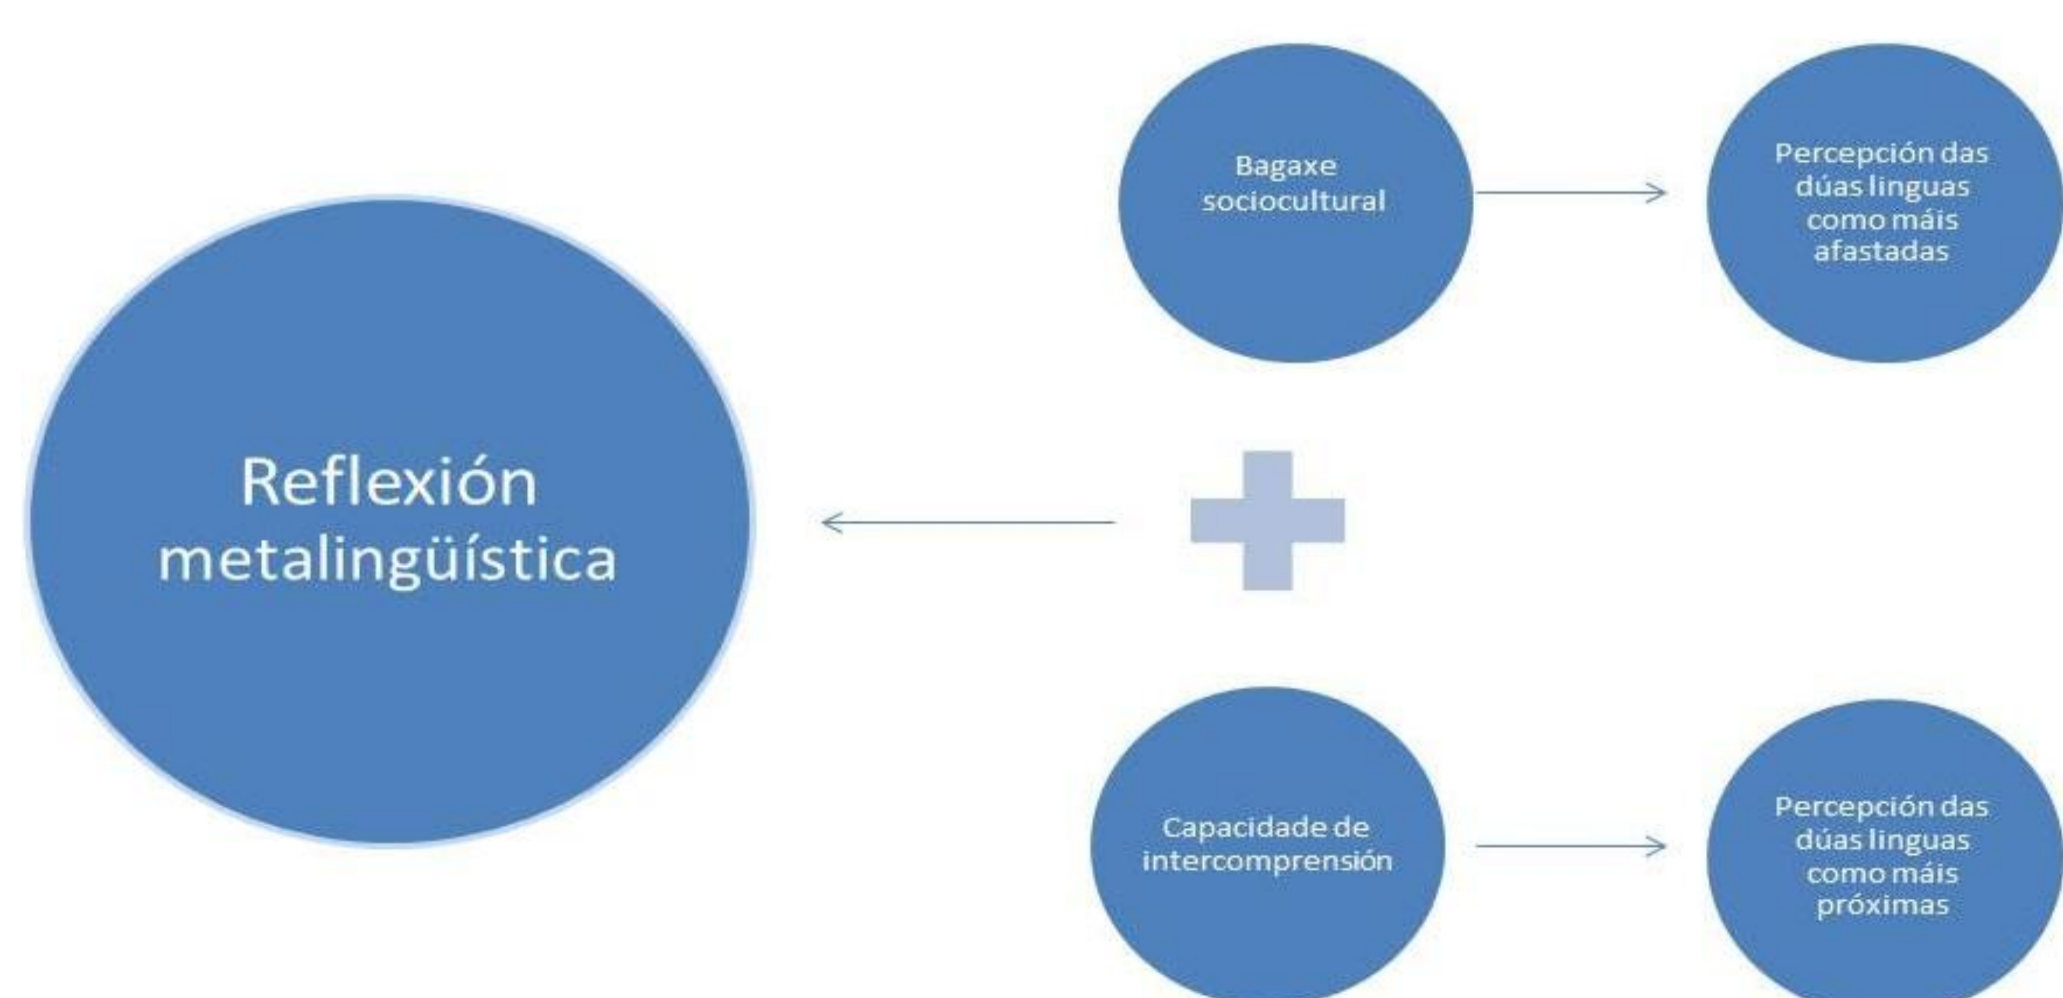 Reflexión
metalingüística
Bagaxe
sociocultural
Percepción das
dúas linguas
como máis
afastadas
Capacidade de
intercomprensión
Percepción das
dúas linguas
como máis
próximas